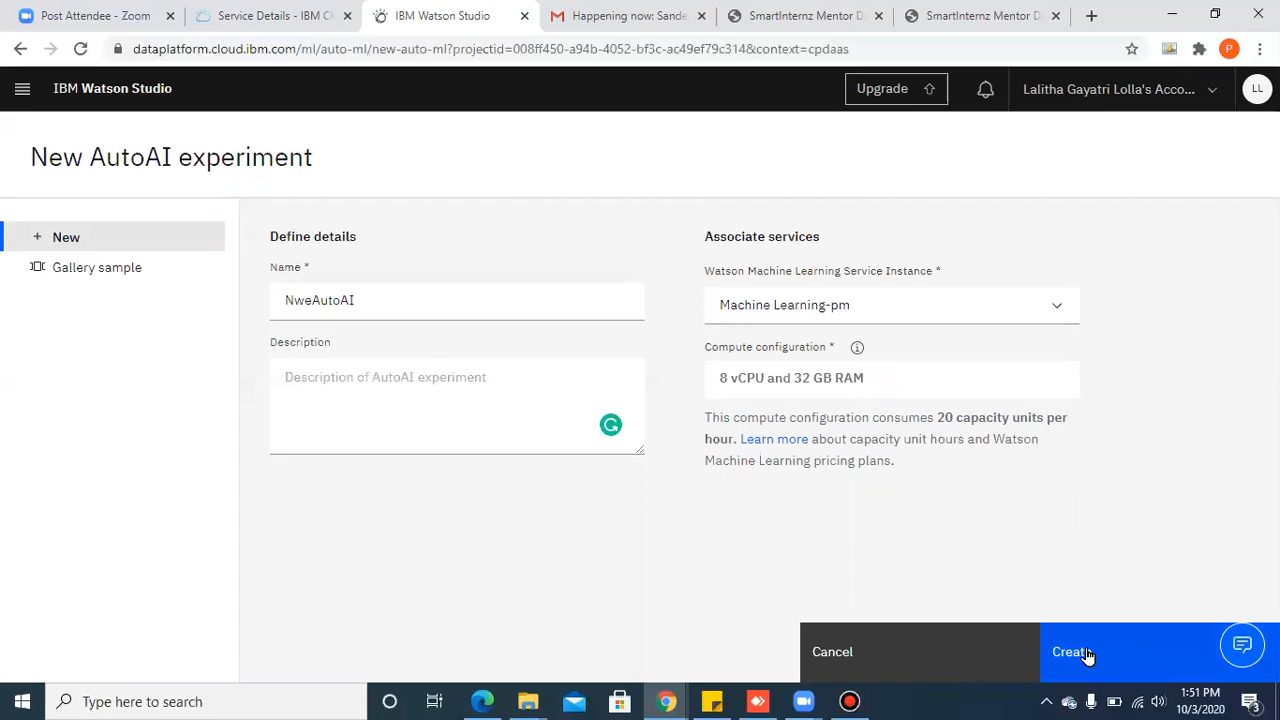 Post Attendee - Zoom
Service Details - IBM Cl
IBM Watson Studio
Happening now: Sande
SmartInternz Mentor D
SmartInternz Mentor D
dataplatform.cloud.ibm.com/ml/auto-ml/new-auto-ml?projectid=008ff450-a94b-4052-bf3c-ac49ef79c314&context=cpdaas
P
IBM Watson Studio
Upgrade
Lalitha Gayatri Lolla's Acco...
LL
New AutoAI experiment
+ New
Gallery sample
Define details
Name *
NweAutoAI
Description
Description of AutoAI experiment
Associate services
Watson Machine Learning Service Instance *
Machine Learning-pm
Compute configuration *
8 vCPU and 32 GB RAM
This compute configuration consumes 20 capacity units per
hour. Learn more about capacity unit hours and Watson
Machine Learning pricing plans.
Cancel
Create
Type here to search
1:51 PM
10/3/2020
3